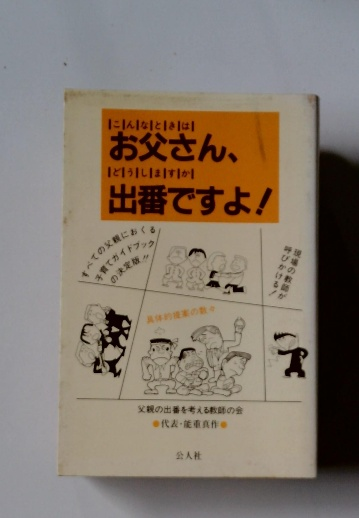 こんなときは
お父さん、
どうしますか
出番ですよ!
すべての父親におくる
子育てガイドブック
の決定版!!
現場の教師が
呼びかける!
具体的提案の数々
父親の出番を考える教師の会
●代表・能重真作●
公人社